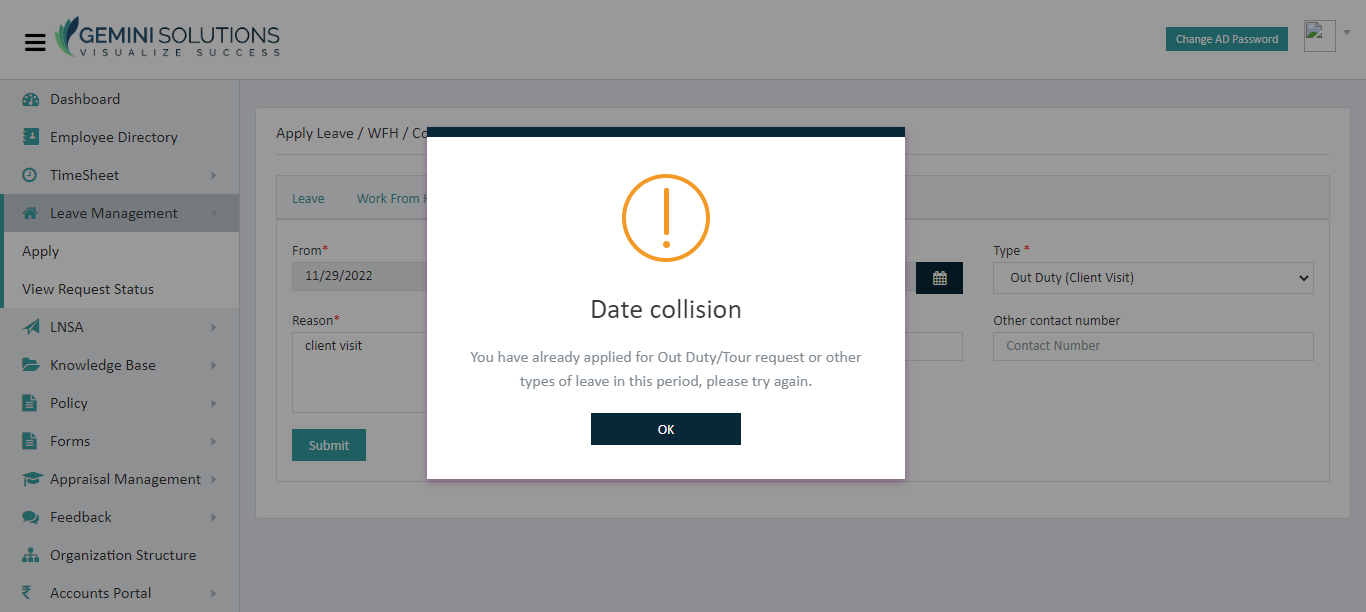 GEMINI SOLUTIONS
VISUALIZE SUCCESS
Change AD Password
Dashboard
Employee Directory
TimeSheet
Leave Management
Apply
View Request Status
LNSA
Knowledge Base
Policy
Forms
Appraisal Management
Feedback
Organization Structure
Accounts Portal
Apply Leave / WFH / Co
Leave
Work From
From*
11/29/2022
Type *
Out Duty (Client Visit)
Reason*
client visit
Other contact number
Contact Number
Submit
Date collision
You have already applied for Out Duty/Tour request or other
types of leave in this period, please try again.
OK